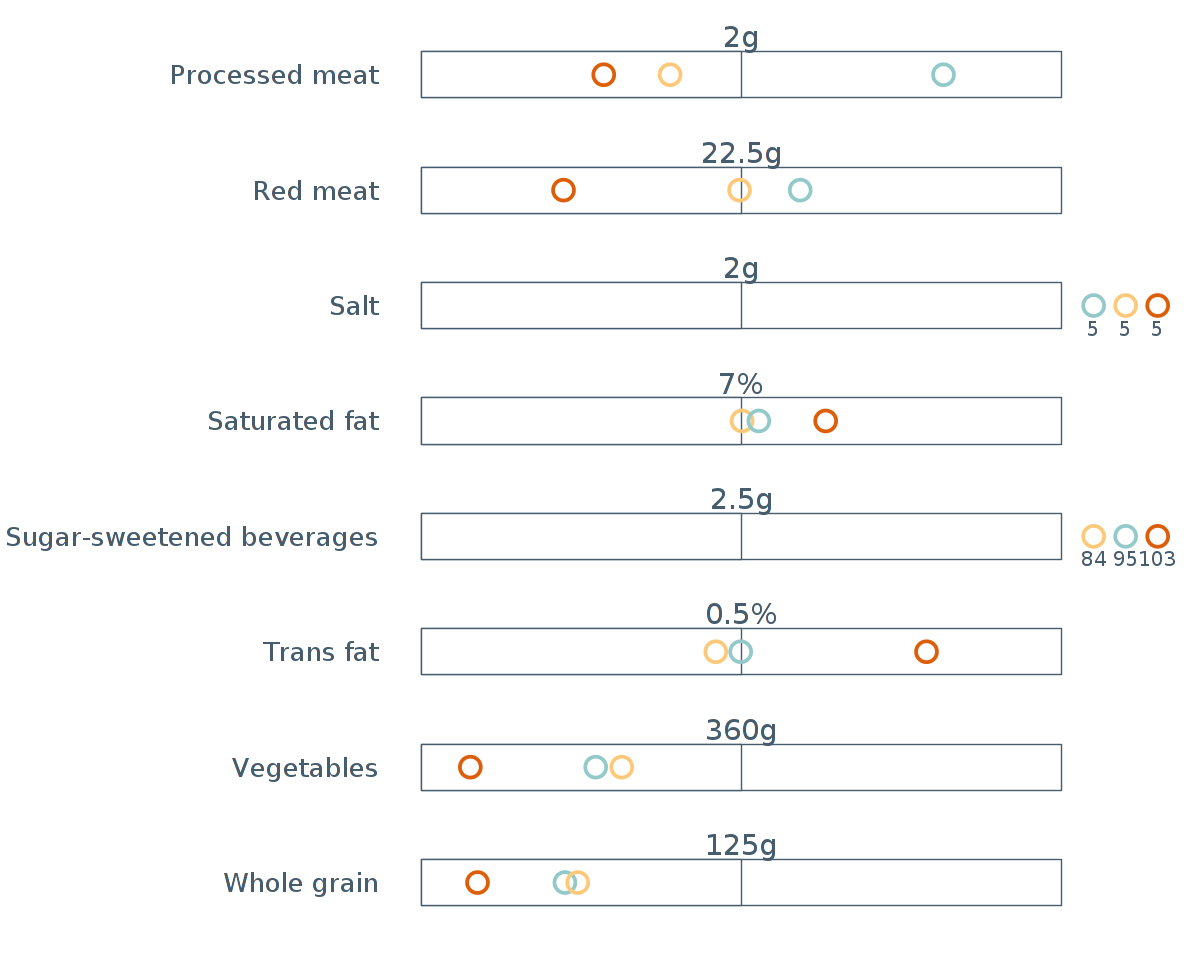 2g
Processed meat
22.5g
Red meat
2g
Salt
5 5 5
7%
Saturated fat
2.5g
Sugar-sweetened beverages
84 95 103
0.5%
Trans fat
360g
Vegetables
125g
Whole grain